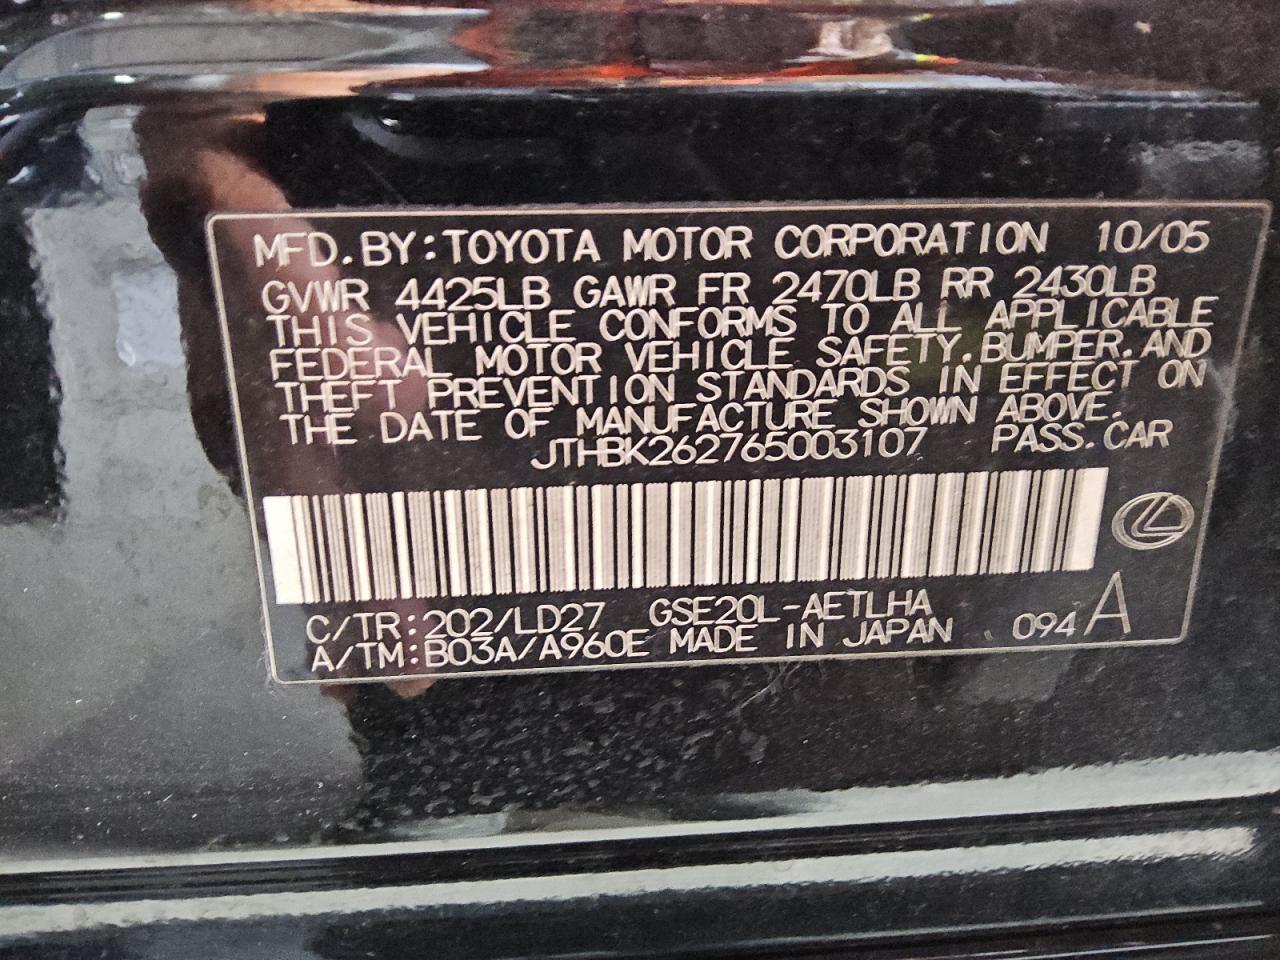 MFD. BY: TOYOTA MOTOR CORPORATION 10/05
GVWR 4425LB GAWR FR 2470LB RR 2430LB
THIS VEHICLE CONFORMS TO ALL APPLICABLE
FEDERAL MOTOR VEHICLE SAFETY. BUMPER. AND
THEFT PREVENTION STANDARDS IN EFFECT ON
THE DATE OF MANUFACTURE SHOWN ABOVE.
JTHBK262765003107 PASS. CAR
C/TR: 202/LD27 GSE20L-AETLHA
A/TM: B03A/A960E MADE IN JAPAN 094 A